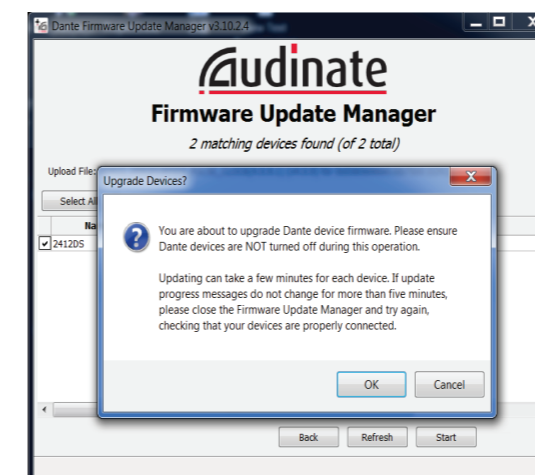 Dante Firmware Update Manager v3.10.2.4
Audinate
Firmware Update Manager
2 matching devices found (of 2 total)
Upload File:
Upgrade Devices?
Select All
Na
2412DS
You are about to upgrade Dante device firmware. Please ensure
Dante devices are NOT turned off during this operation.
Updating can take a few minutes for each device. If update
progress messages do not change for more than five minutes,
please close the Firmware Update Manager and try again,
checking that your devices are properly connected.
OK
Cancel
Back
Refresh
Start